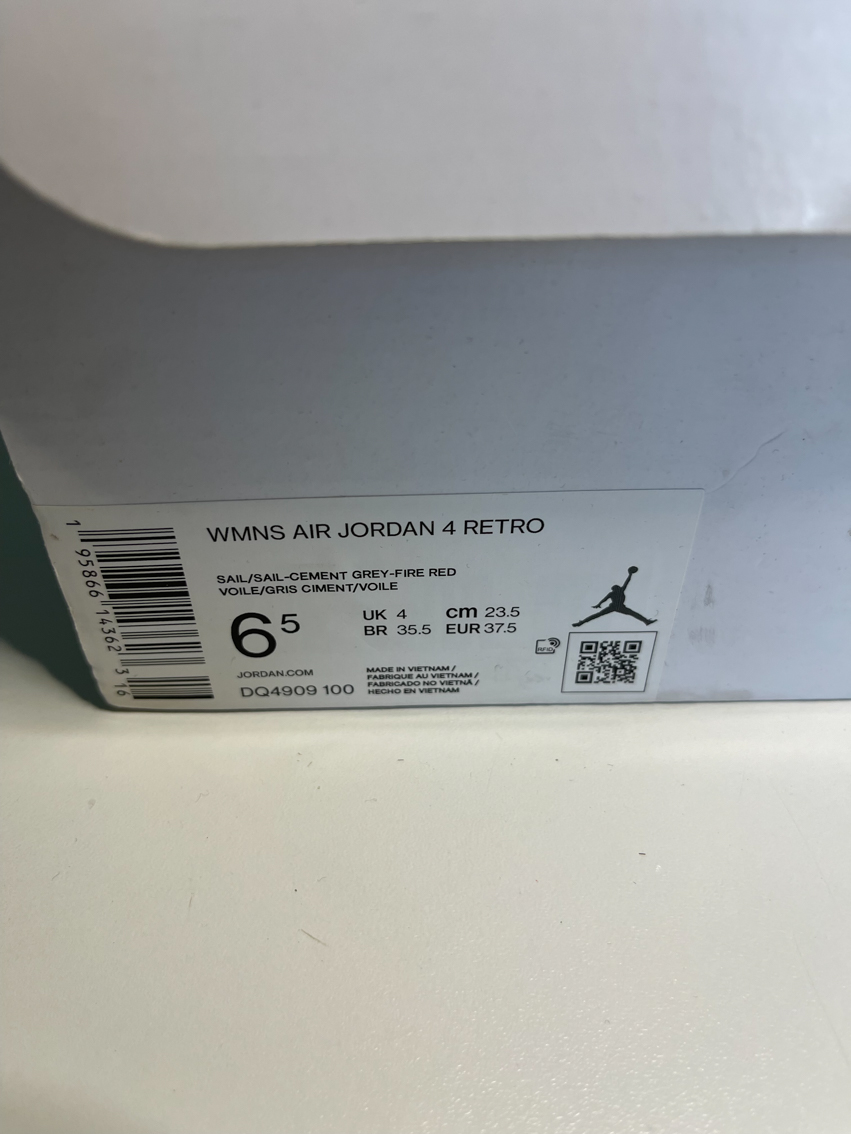 WMNS AIR JORDAN 4 RETRO
SAIL/SAIL-CEMENT GREY-FIRE RED
VOILE/GRIS CIMENT/VOILE
6⁵
UK 4 cm 23.5
BR 35.5 EUR 37.5
JORDAN.COM
DQ4909 100
MADE IN VIETNAM /
FABRIQUE AU VIETNAM /
FABRICADO NO VIETNÃ /
HECHO EN VIETNAM
RFID
1 95866 14362 3 16